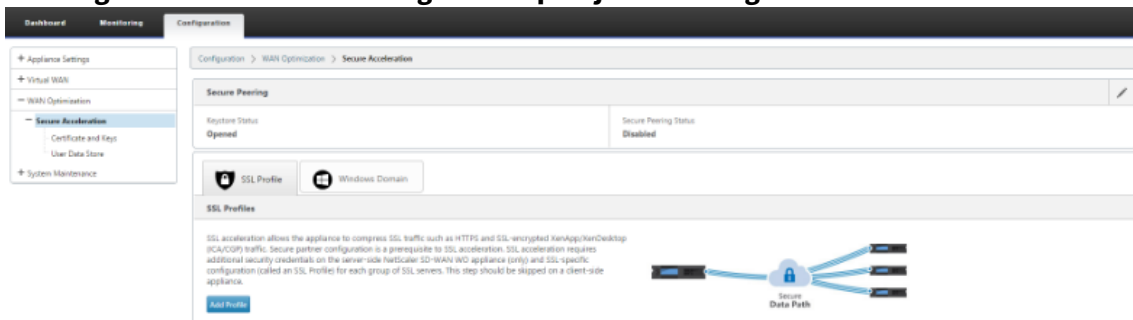 Dashboard Monitoring Configuration
+ Appliance Settings
+ Virtual WAN
− WAN Optimization
− Secure Acceleration
Certificate and Keys
User Data Store
+ System Maintenance
Configuration > WAN Optimization > Secure Acceleration
Secure Peering
Keystore Status
Opened
Secure Peering Status
Disabled
SSL Profile
Windows Domain
SSL Profiles
SSL acceleration allows the appliance to compress SSL traffic such as HTTPS and SSL-encrypted XenApp/XenDesktop
(ICA/CGP) traffic. Secure partner configuration is a prerequisite to SSL acceleration. SSL acceleration requires
additional security credentials on the server-side NetScaler SD-WAN WO appliance (only) and SSL-specific
configuration (called an SSL Profile) for each group of SSL servers. This step should be skipped on a client-side
appliance.
Add Profile
Secure
Data Path